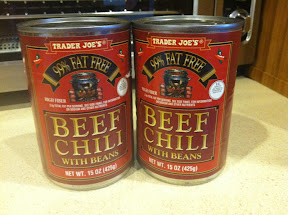 TRADER JOE'S
99% FAT FREE
BEEF
CHILI
WITH BEANS
NET WT. 15 OZ (425g)
TRADER JOE'S
99% FAT FREE
BEEF
CHILI
WITH BEANS
NET WT. 15 OZ (425g)